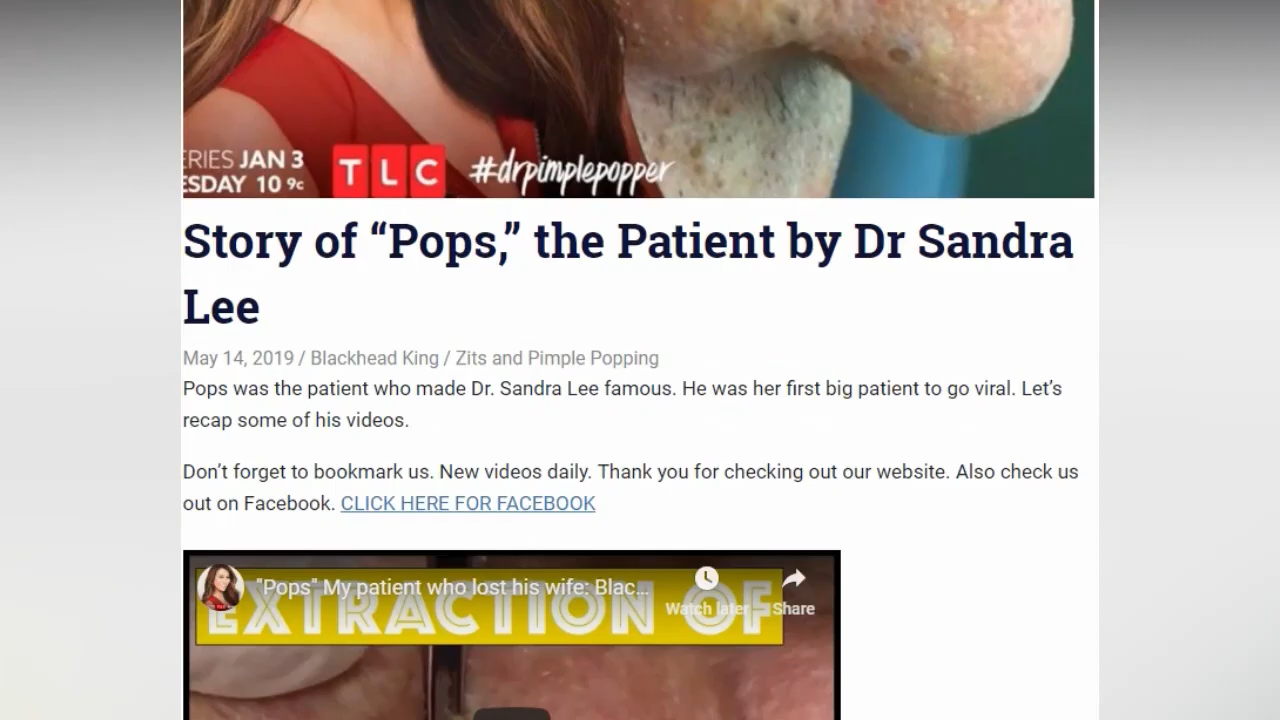 ERIES JAN 3
ESDAY 10 9c
TLC
#drpimplepopper
Story of “Pops,” the Patient by Dr Sandra
Lee
May 14, 2019 / Blackhead King / Zits and Pimple Popping
Pops was the patient who made Dr. Sandra Lee famous. He was her first big patient to go viral. Let’s
recap some of his videos.
Don’t forget to bookmark us. New videos daily. Thank you for checking out our website. Also check us
out on Facebook. CLICK HERE FOR FACEBOOK
"Pops" My patient who lost his wife: Blac...
Watch later
Share
EXTRACTION OF